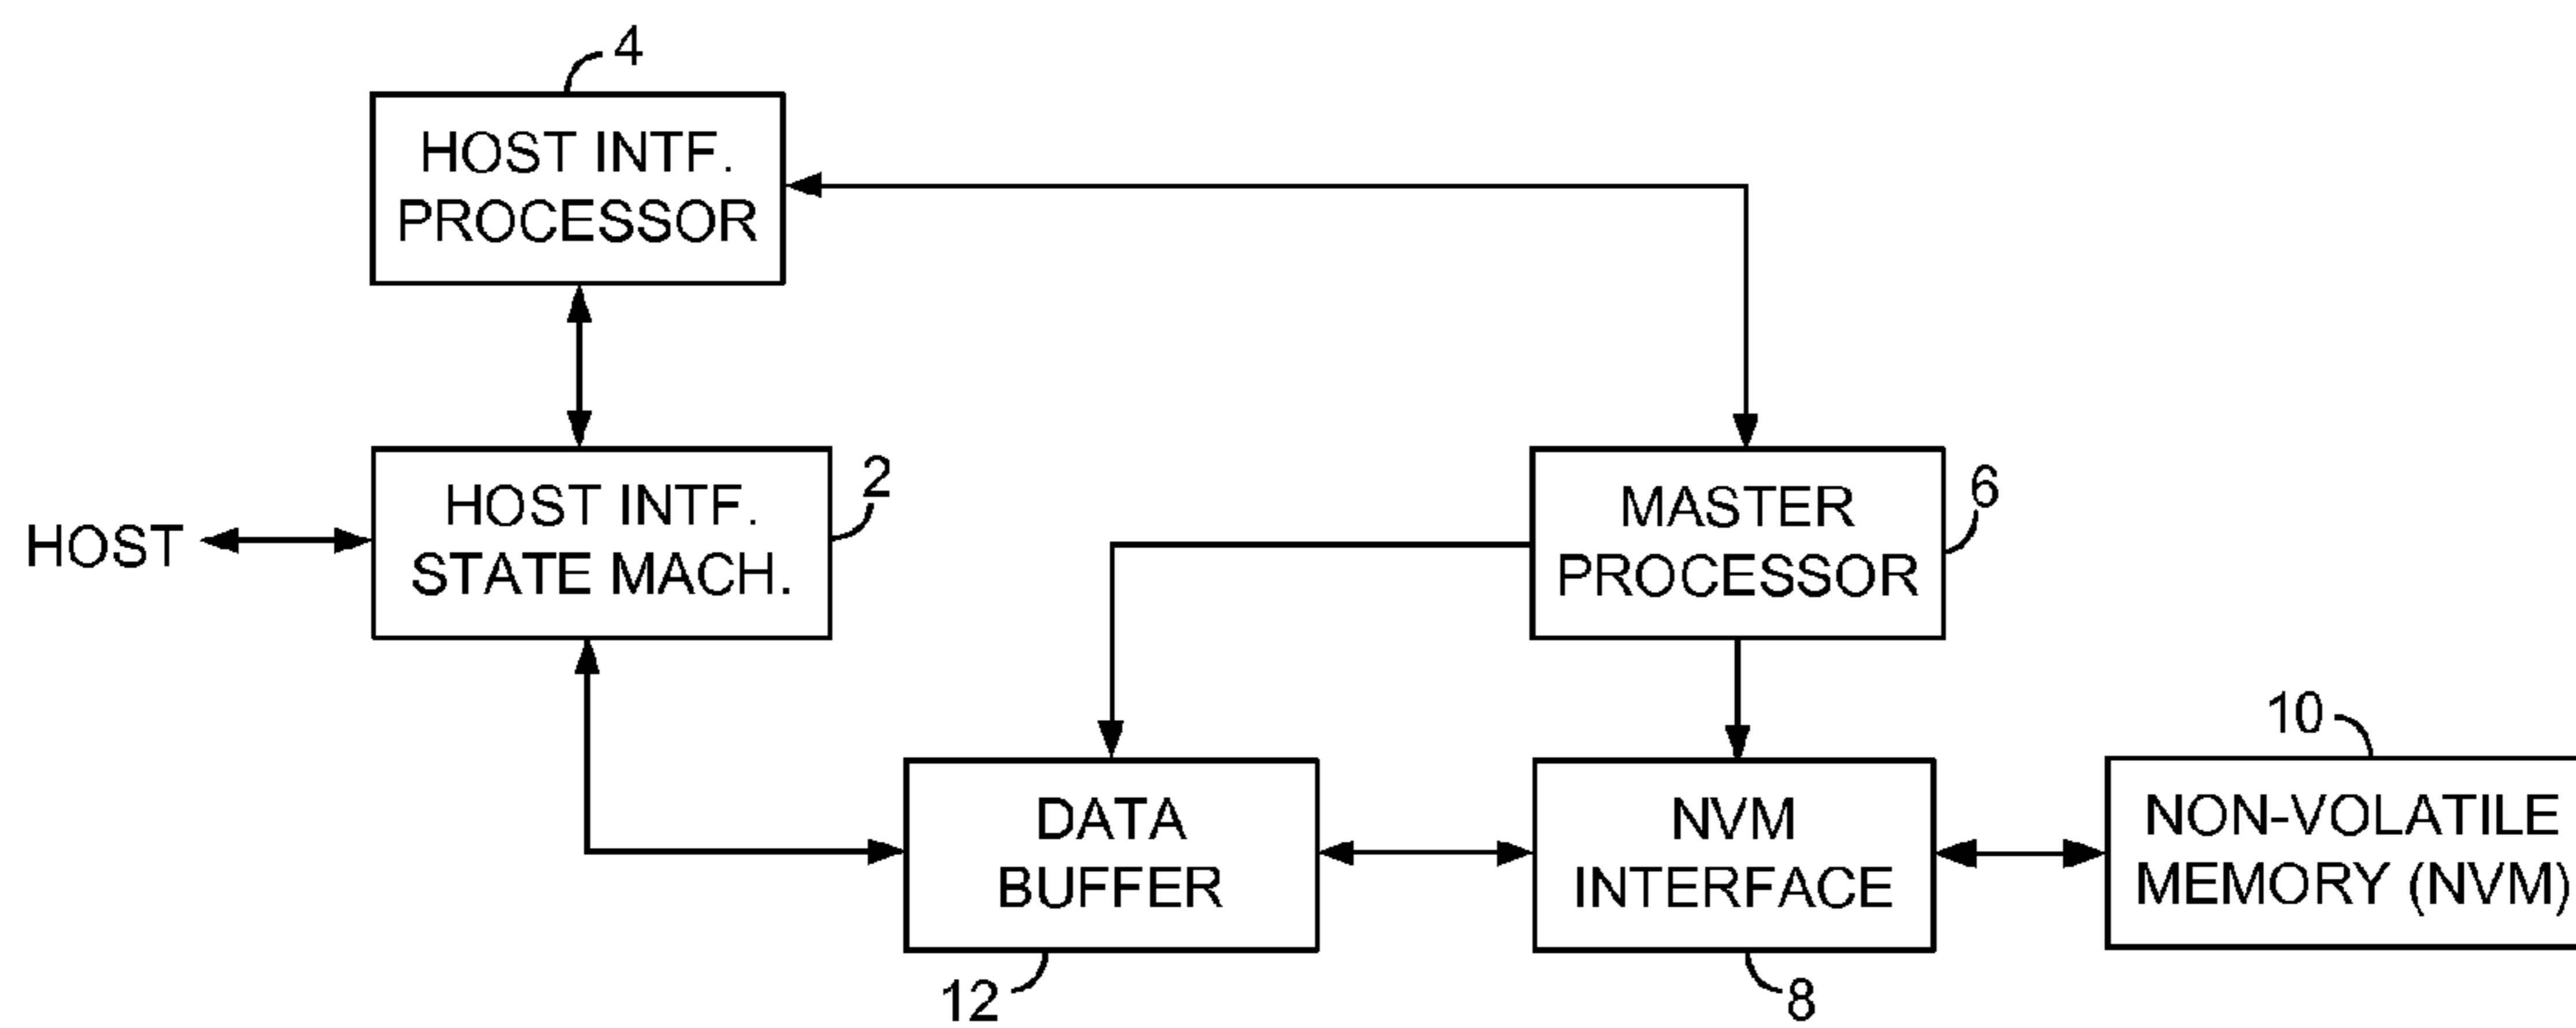 4
HOST INTF.
PROCESSOR
HOST
HOST INTF.
STATE MACH.
2
MASTER
PROCESSOR
6
DATA
BUFFER
12
NVM
INTERFACE
8
10
NON-VOLATILE
MEMORY (NVM)